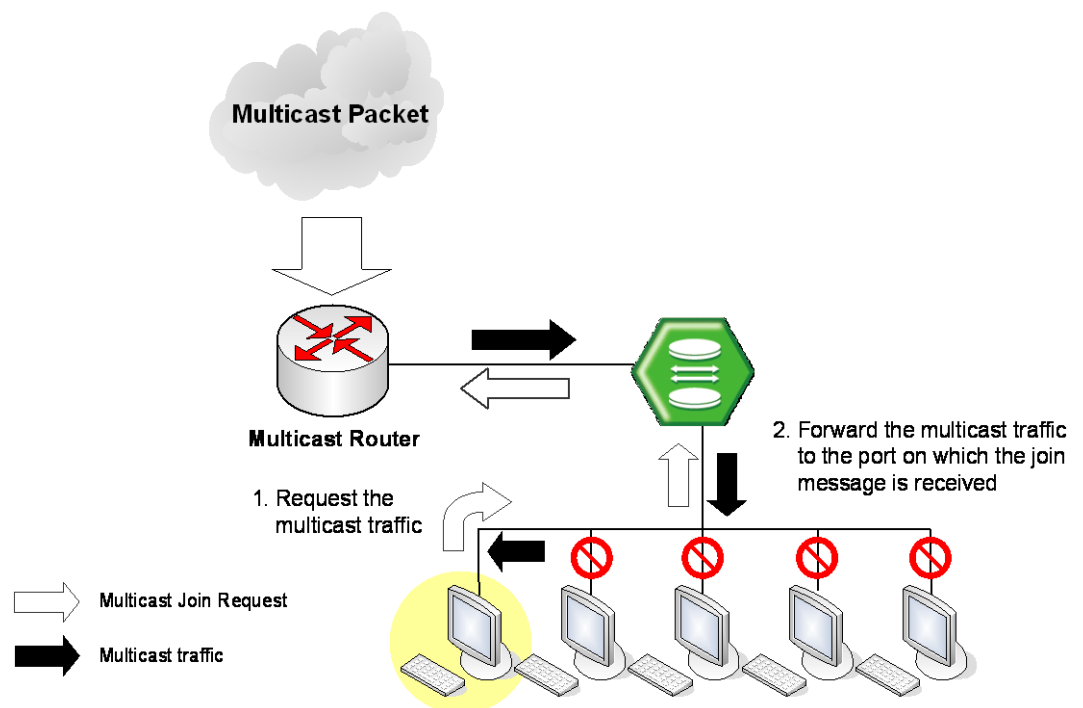 Multicast Packet
Multicast Router
1. Request the
multicast traffic
2. Forward the multicast traffic
to the port on which the join
message is received
Multicast Join Request
Multicast traffic